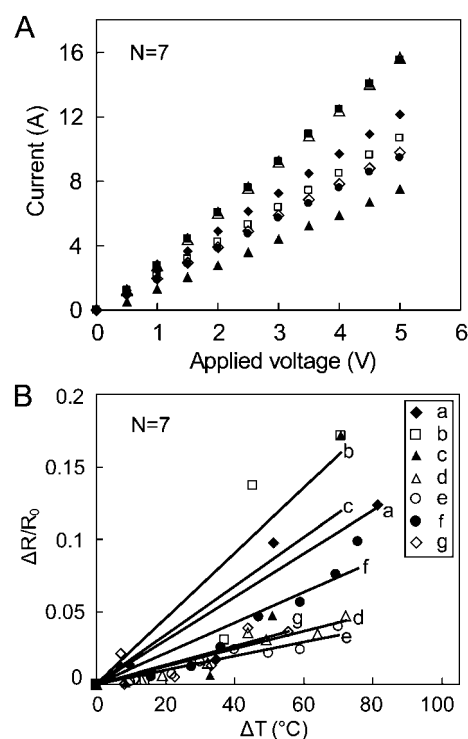 A
N=7
16
12
8
4
0
Current (A)
0 1 2 3 4 5 6
Applied voltage (V)
B
N=7
0.2
0.15
0.1
0.05
0
ΔR/R0
a
b
c
d
e
f
g
b
c
a
f
g
d
e
0 20 40 60 80 100
ΔT (°C)